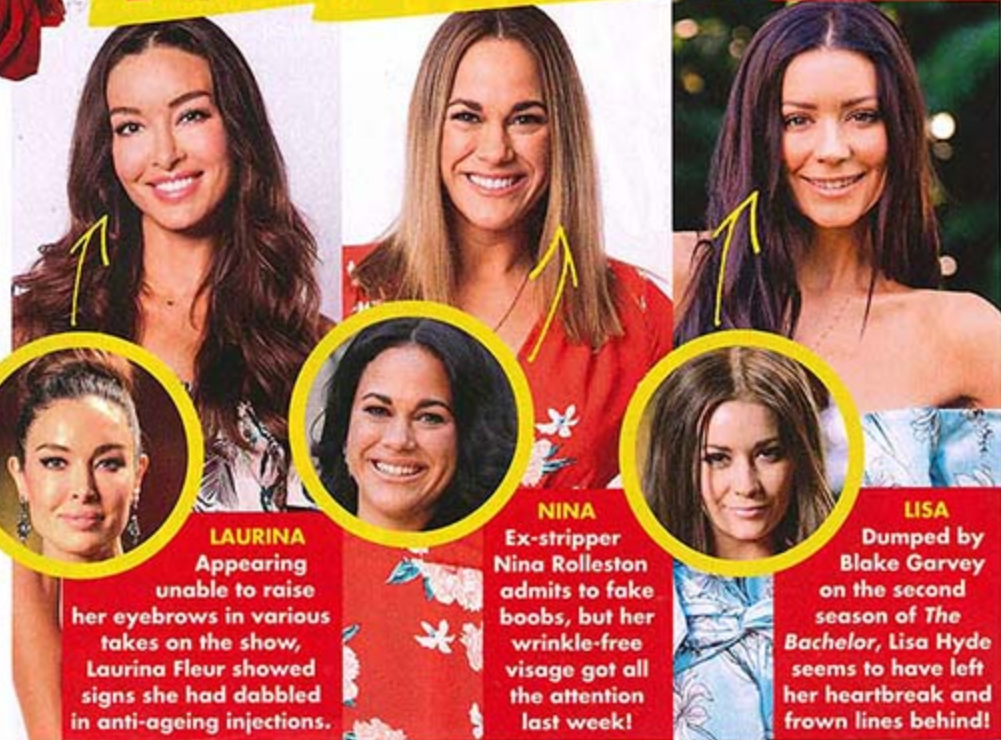 LAURINA
Appearing
unable to raise
her eyebrows in various
takes on the show,
Laurina Fleur showed
signs she had dabbled
in anti-ageing injections.
NINA
Ex-stripper
Nina Rolleston
admits to fake
boobs, but her
wrinkle-free
visage got all
the attention
last week!
LISA
Dumped by
Blake Garvey
on the second
season of The
Bachelor, Lisa Hyde
seems to have left
her heartbreak and
frown lines behind!